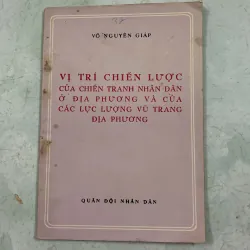 VÕ NGUYÊN GIÁP
VỊ TRÍ CHIẾN LƯỢC
CỦA CHIẾN TRANH NHÂN DÂN
Ở ĐỊA PHƯƠNG VÀ CỦA
CÁC LỰC LƯỢNG VŨ TRANG
ĐỊA PHƯƠNG
QUÂN ĐỘI NHÂN DÂN